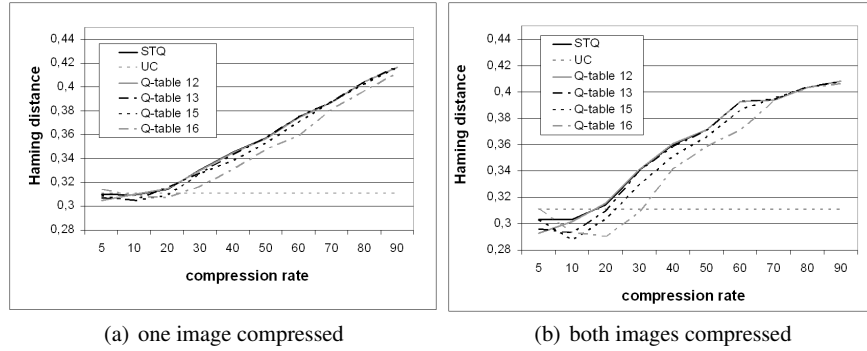 0,44
0,42
0,4
0,38
0,36
0,34
0,32
0,3
0,28
Haming distance
STQ
UC
Q-table 12
Q-table 13
Q-table 15
Q-table 16
5 10 20 30 40 50 60 70 80 90
compression rate
(a) one image compressed
0,44
0,42
0,4
0,38
0,36
0,34
0,32
0,3
0,28
Haming distance
STQ
UC
Q-table 12
Q-table 13
Q-table 15
Q-table 16
5 10 20 30 40 50 60 70 80 90
compression rate
(b) both images compressed